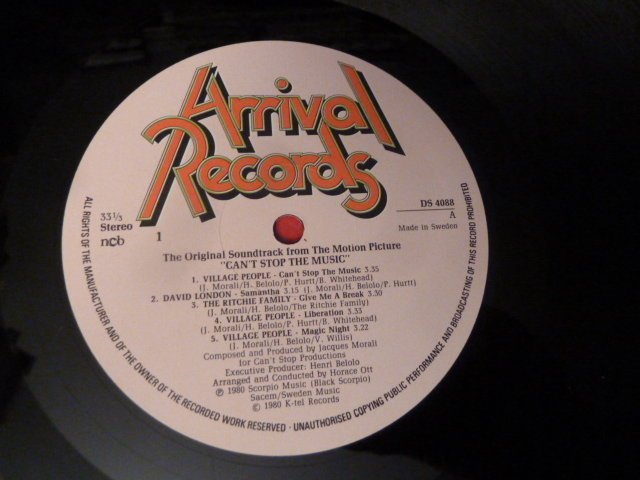 Arrival
Records
33⅓
Stereo
ncb
1
DS 4088
A
Made in Sweden
The Original Soundtrack from The Motion Picture
"CAN'T STOP THE MUSIC"
1. VILLAGE PEOPLE - Can't Stop The Music 3.35
(J. Morali/H. Belolo/P. Hurtt/B. Whitehead)
2. DAVID LONDON - Samantha 3.15 (J. Morali/H. Belolo/P. Hurtt)
3. THE RITCHIE FAMILY - Give Me A Break 3.30
(J. Morali/H. Belolo/The Ritchie Family)
4. VILLAGE PEOPLE - Liberation 3.35
(J. Morali/H. Belolo/P. Hurtt/B. Whitehead)
5. VILLAGE PEOPLE - Magic Night 3.22
(J. Morali/H. Belolo/V. Willis)
Composed and Produced by Jacques Morali
for Can't Stop Productions
Executive Producer: Henri Belolo
Arranged and Conducted by Horace Ott
℗ 1980 Scorpio Music (Black Scorpio)
Sacem/Sweden Music
© 1980 K-tel Records
ALL RIGHTS OF THE MANUFACTURER AND OF THE OWNER OF THE RECORDED WORK RESERVED · UNAUTHORISED COPYING PUBLIC PERFORMANCE AND BROADCASTING OF THIS RECORD PROHIBITED